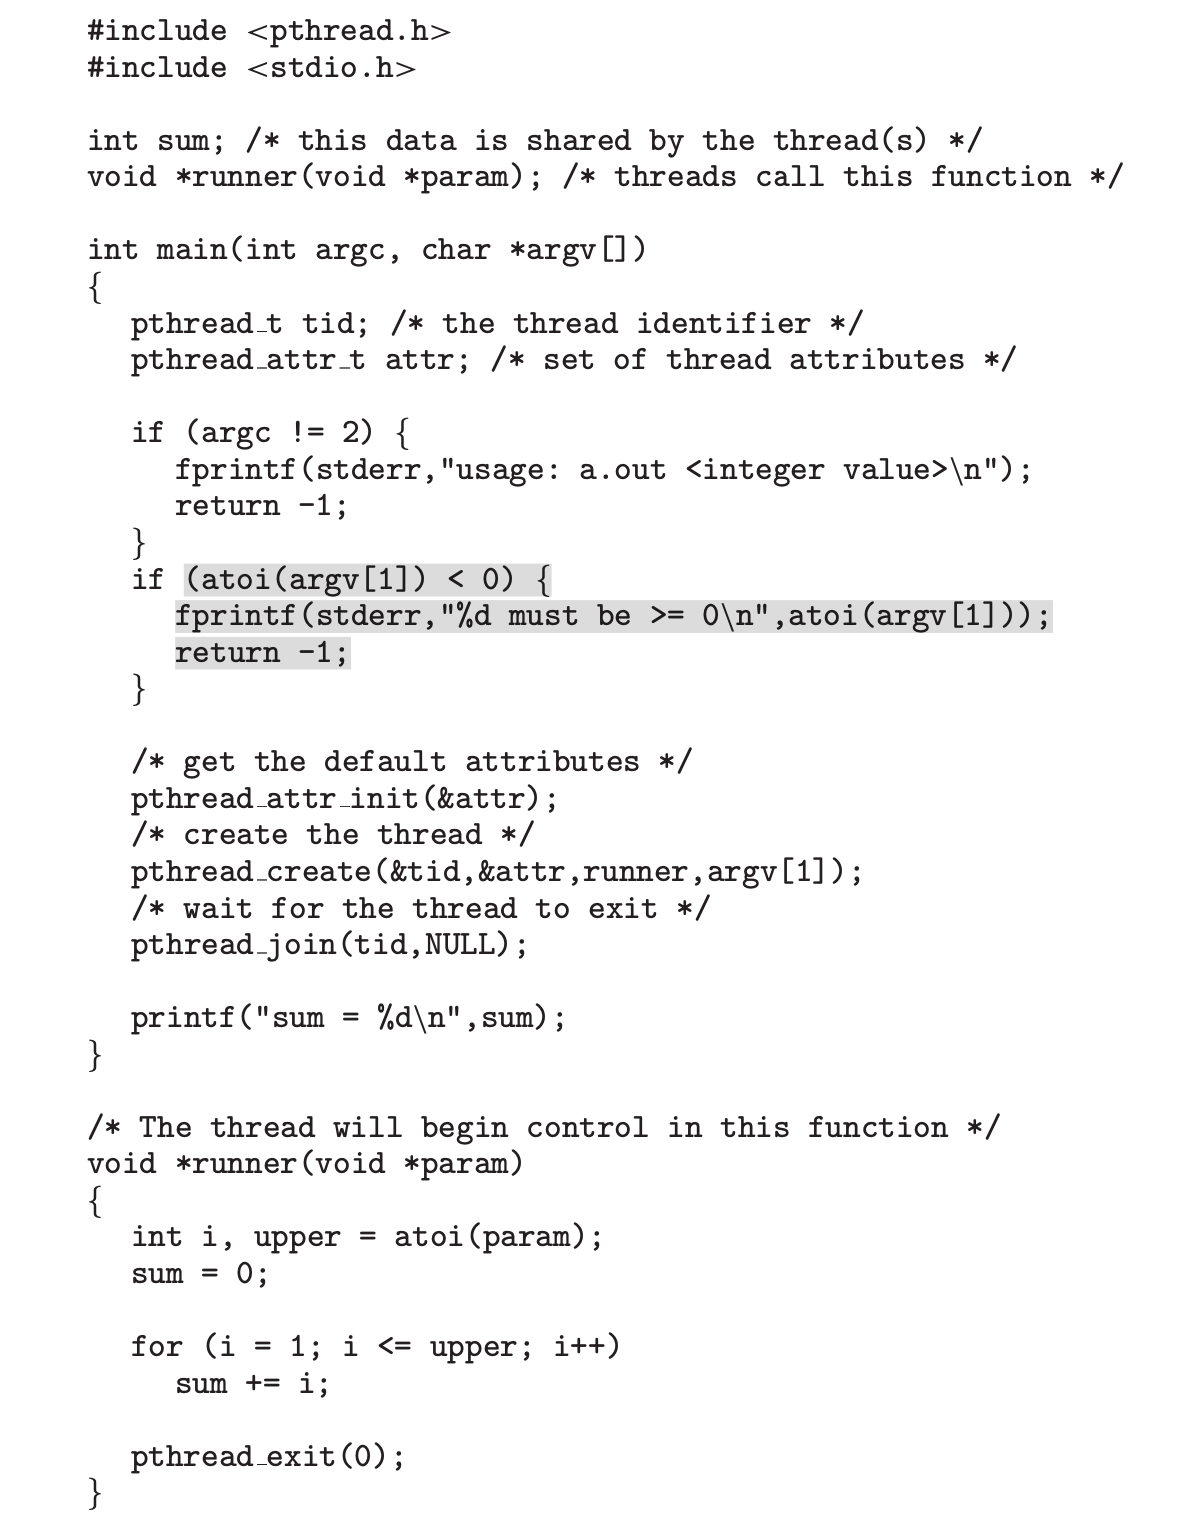 #include <pthread.h>
#include <stdio.h>
int sum; /* this data is shared by the thread(s) */
void *runner(void *param); /* threads call this function */
int main(int argc, char *argv[])
{
pthread_t tid; /* the thread identifier */
pthread_attr_t attr; /* set of thread attributes */
if (argc != 2) {
fprintf(stderr,"usage: a.out <integer value>\n");
return -1;
}
if (atoi(argv[1]) < 0) {
fprintf(stderr,"%d must be >= 0\n",atoi(argv[1]));
return -1;
}
/* get the default attributes */
pthread_attr_init(&attr);
/* create the thread */
pthread_create(&tid,&attr,runner,argv[1]);
/* wait for the thread to exit */
pthread_join(tid,NULL);
printf("sum = %d\n",sum);
}
/* The thread will begin control in this function */
void *runner(void *param)
{
int i, upper = atoi(param);
sum = 0;
for (i = 1; i <= upper; i++)
sum += i;
pthread_exit(0);
}